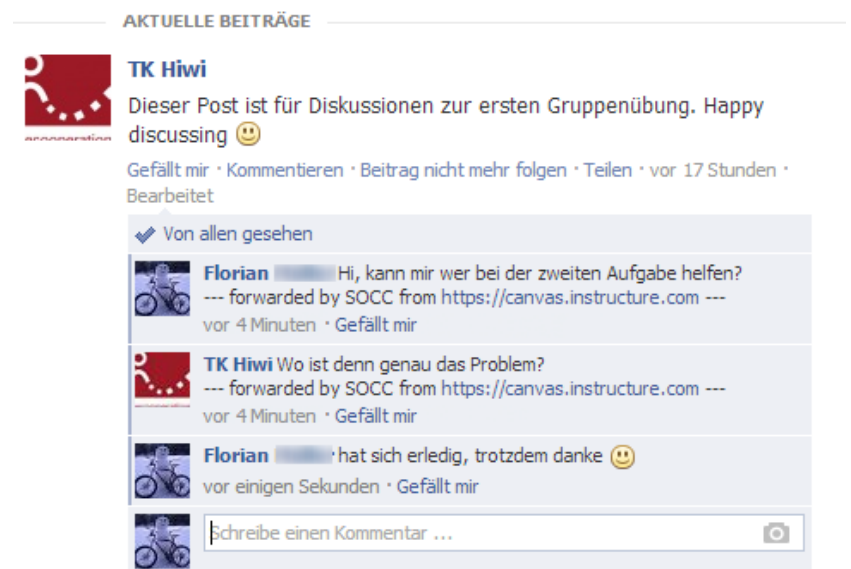 AKTUELLE BEITRÄGE
TK Hiwi
Dieser Post ist für Diskussionen zur ersten Gruppenübung. Happy
discussing
Gefällt mir · Kommentieren · Beitrag nicht mehr folgen · Teilen · vor 17 Stunden ·
Bearbeitet
Von allen gesehen
Florian Hi, kann mir wer bei der zweiten Aufgabe helfen?
--- forwarded by SOCC from https://canvas.instructure.com ---
vor 4 Minuten · Gefällt mir
TK Hiwi Wo ist denn genau das Problem?
--- forwarded by SOCC from https://canvas.instructure.com ---
vor 4 Minuten · Gefällt mir
Florian hat sich erledig, trotzdem danke
vor einigen Sekunden · Gefällt mir
Schreibe einen Kommentar ...